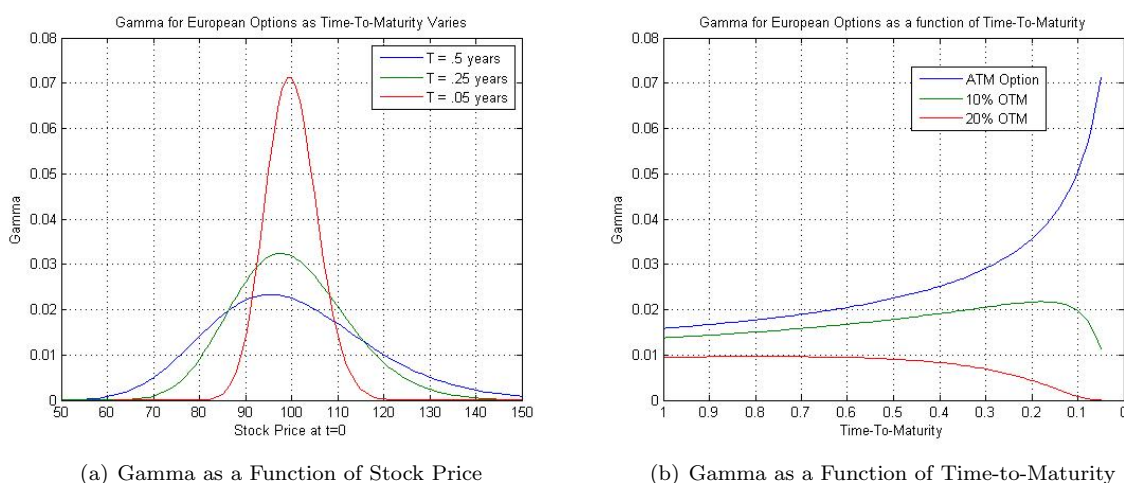 Gamma for European Options as Time-To-Maturity Varies
0.08
0.07
0.06
0.05
0.04
0.03
0.02
0.01
0
Gamma
T = .5 years
T = .25 years
T = .05 years
50 60 70 80 90 100 110 120 130 140 150
Stock Price at t=0
(a) Gamma as a Function of Stock Price
Gamma for European Options as a function of Time-To-Maturity
0.08
0.07
0.06
0.05
0.04
0.03
0.02
0.01
0
Gamma
ATM Option
10% OTM
20% OTM
1 0.9 0.8 0.7 0.6 0.5 0.4 0.3 0.2 0.1 0
Time-To-Maturity
(b) Gamma as a Function of Time-to-Maturity